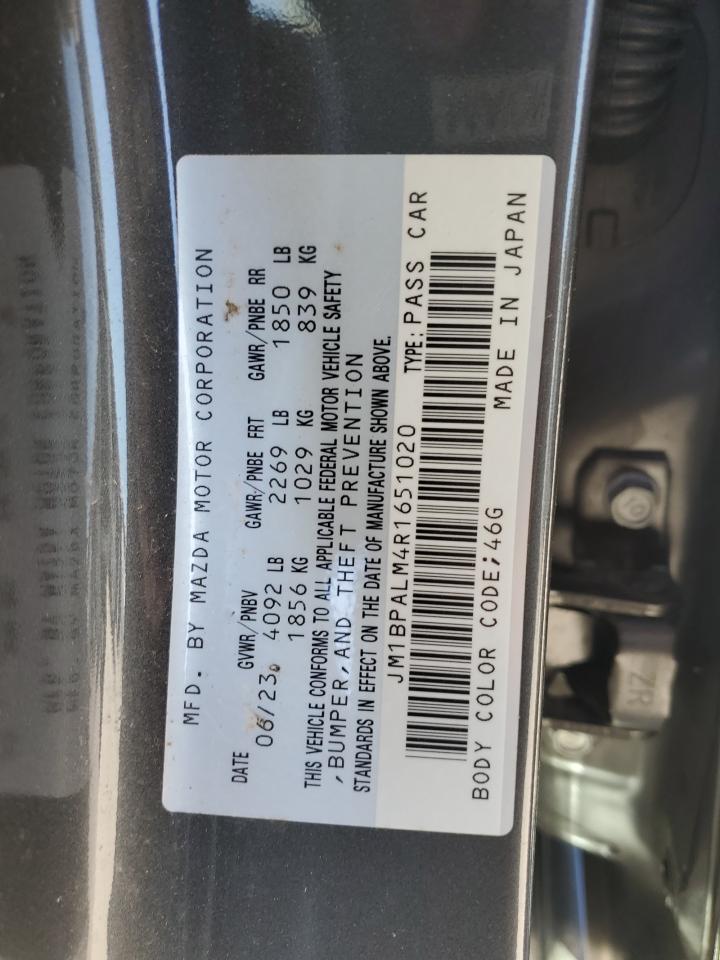 MFD. BY MAZDA MOTOR CORPORATION
DATE GVWR/PNBV GAWR/PNBE FRT GAWR/PNBE RR
06/23 4092 LB 2269 LB 1850 LB
1856 KG 1029 KG 839 KG
THIS VEHICLE CONFORMS TO ALL APPLICABLE FEDERAL MOTOR VEHICLE SAFETY
,BUMPER,AND THEFT PREVENTION
STANDARDS IN EFFECT ON THE DATE OF MANUFACTURE SHOWN ABOVE.
JM1BPALM4R1651020 TYPE:PASS CAR
BODY COLOR CODE;46G MADE IN JAPAN
ZR